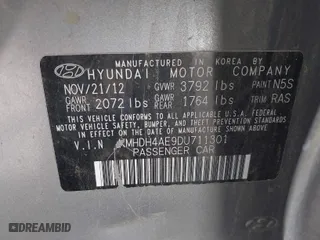 MANUFACTURED IN KOREA BY
HYUNDAI MOTOR COMPANY
NOV/21/12 GVWR 3792 lbs PAINT N5S
GAWR FRONT 2072 lbs GAWR REAR 1764 lbs TRIM RAS
THIS VEHICLE CONFORMS TO ALL APPLICABLE
U.S. FEDERAL MOTOR VEHICLE SAFETY, BUMPER,
AND THEFT PREVENTION STANDARDS IN EFFECT ON
THE DATE OF MANUFACTURE SHOWN ABOVE.
V.I.N KMHDH4AE9DU711301
PASSENGER CAR
DREAMBID
AutoBidMaster